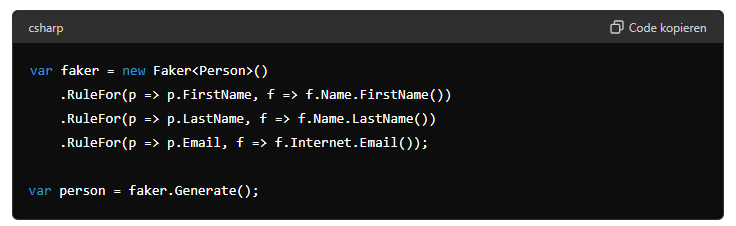 csharp
Code kopieren
var faker = new Faker<Person>()
    .RuleFor(p => p.FirstName, f => f.Name.FirstName())
    .RuleFor(p => p.LastName, f => f.Name.LastName())
    .RuleFor(p => p.Email, f => f.Internet.Email());

var person = faker.Generate();